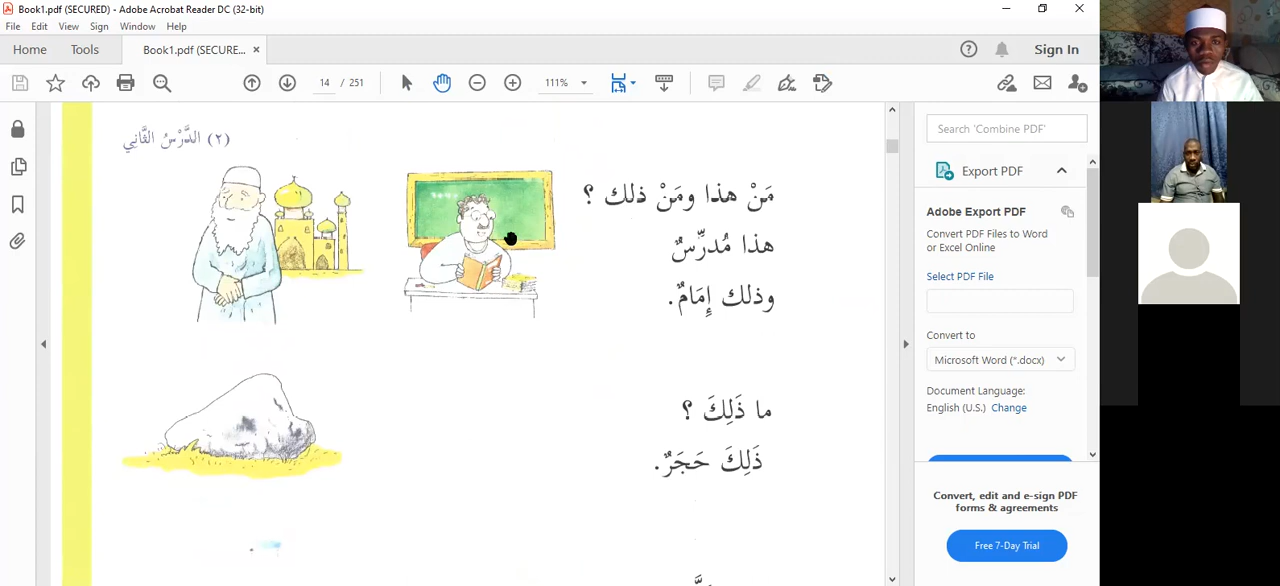 Book1.pdf (SECURED) - Adobe Acrobat Reader DC (32-bit)
File Edit View Sign Window Help
Home Tools Book1.pdf (SECURE... × Sign In
14 / 251 111%
(٢) الدَّرْسُ الثَّانِي
مَنْ هذا ومَنْ ذلك ؟
هذا مُدرِّسٌ
وذلك إِمَامٌ.
ما ذَلِكَ ؟
ذَلِكَ حَجَرٌ.
Search 'Combine PDF'
Export PDF
Adobe Export PDF
Convert PDF Files to Word
or Excel Online
Select PDF File
Convert to
Microsoft Word (*.docx)
Document Language:
English (U.S.) Change
Convert, edit and e-sign PDF
forms & agreements
Free 7-Day Trial